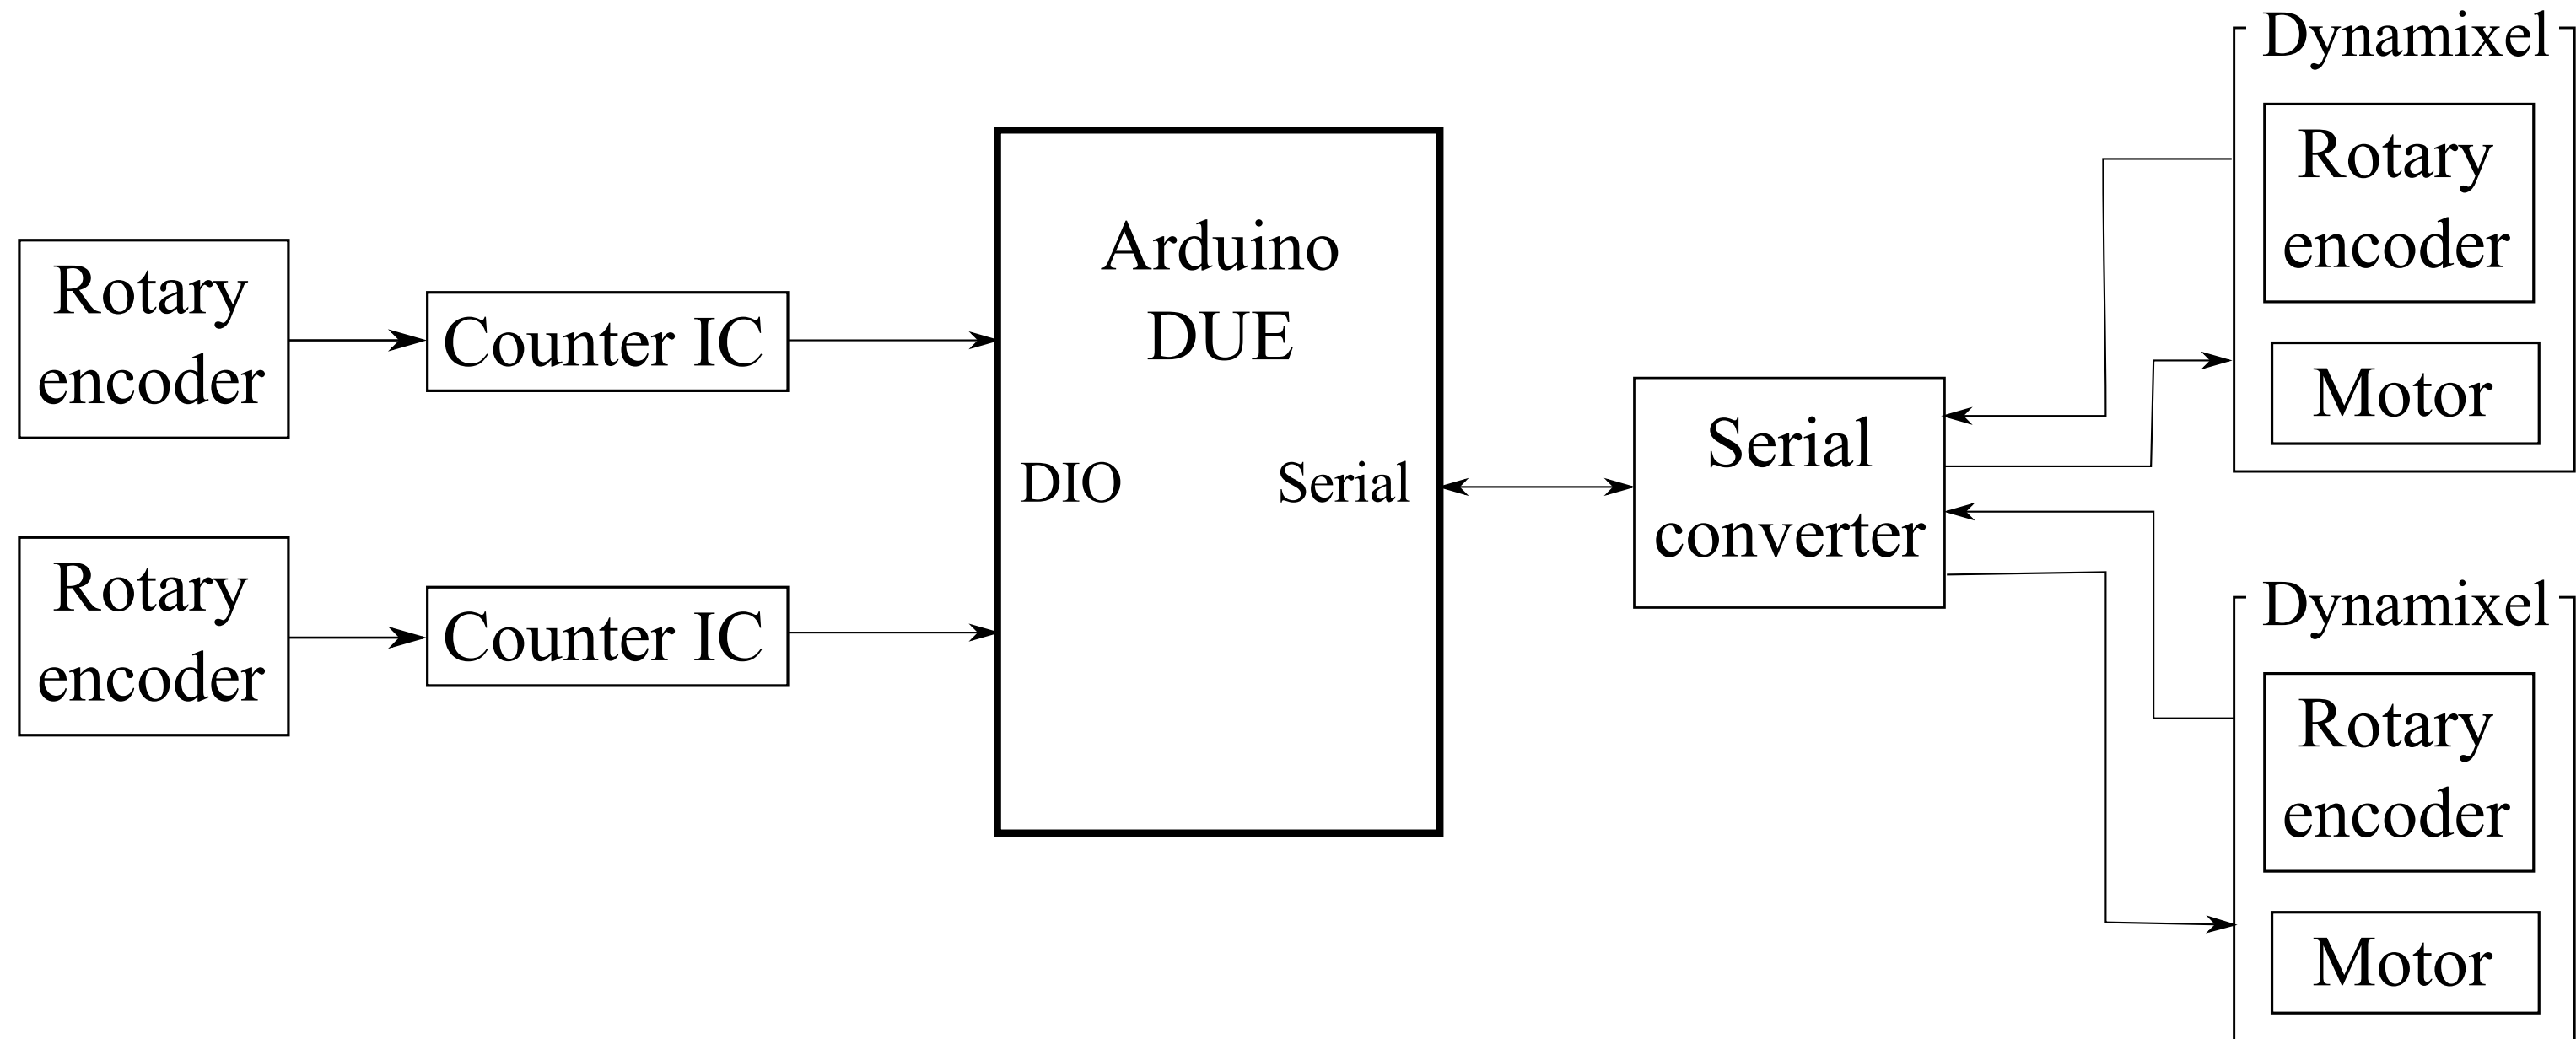 Rotary
encoder
Counter IC
Rotary
encoder
Counter IC
Arduino
DUE
DIO
Serial
Serial
converter
Dynamixel
Rotary
encoder
Motor
Dynamixel
Rotary
encoder
Motor